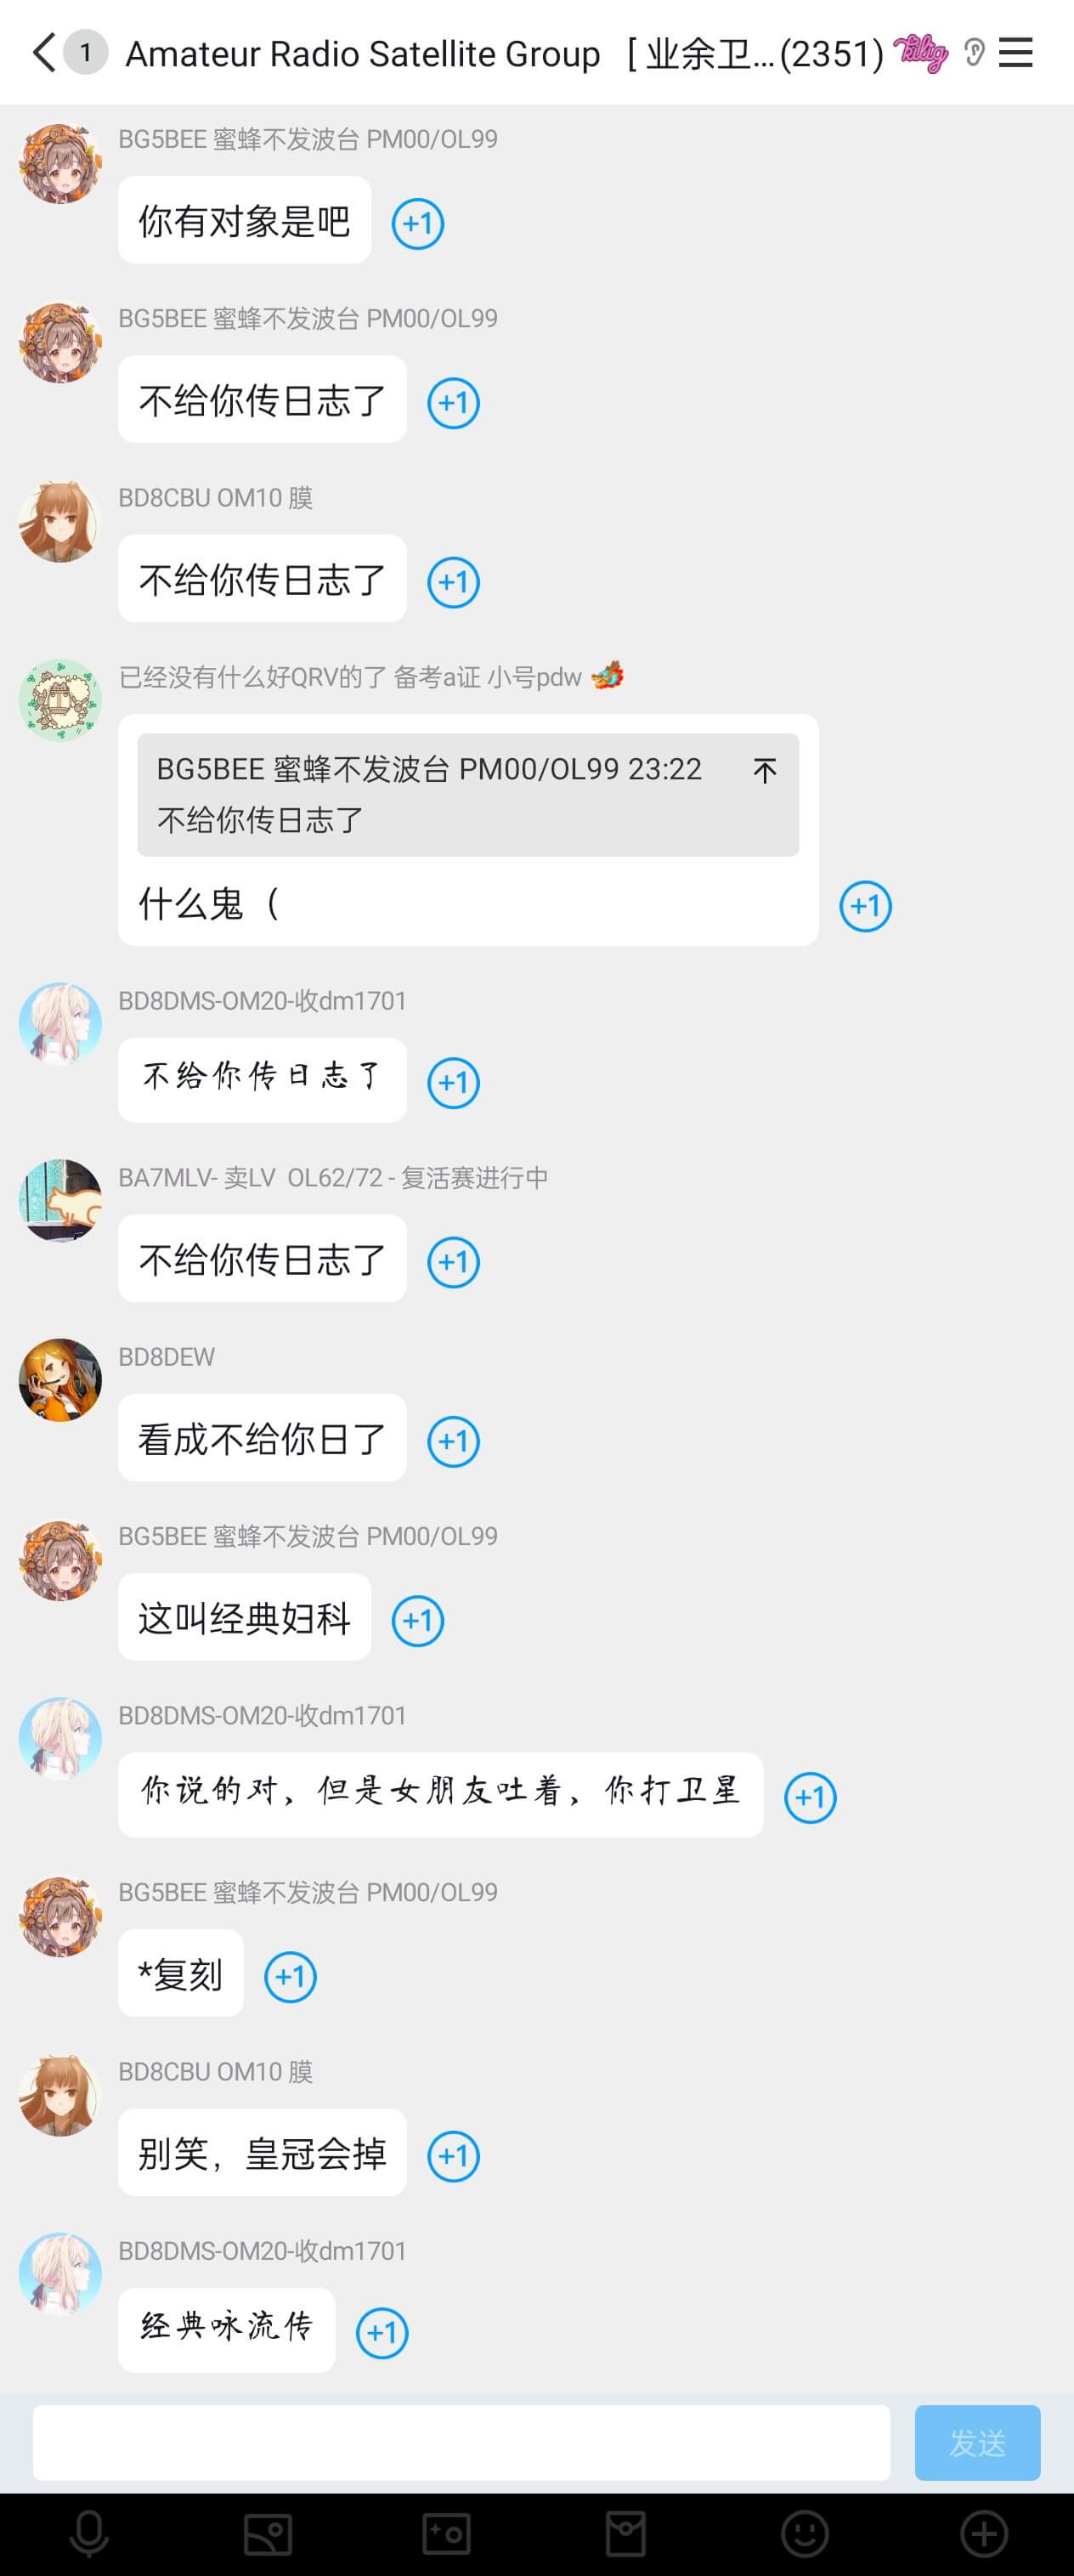 1 Amateur Radio Satellite Group [ 业余卫...(2351)
BG5BEE 蜜蜂不发波台 PM00/OL99
你有对象是吧 +1
BG5BEE 蜜蜂不发波台 PM00/OL99
不给你传日志了 +1
BD8CBU OM10 膜
不给你传日志了 +1
已经没有什么好QRV的了 备考a证 小号pdw
BG5BEE 蜜蜂不发波台 PM00/OL99 23:22
不给你传日志了
什么鬼（ +1
BD8DMS-OM20-收dm1701
不给你传日志了 +1
BA7MLV- 卖LV OL62/72 - 复活赛进行中
不给你传日志了 +1
BD8DEW
看成不给你日了 +1
BG5BEE 蜜蜂不发波台 PM00/OL99
这叫经典妇科 +1
BD8DMS-OM20-收dm1701
你说的对，但是女朋友吐着，你打卫星 +1
BG5BEE 蜜蜂不发波台 PM00/OL99
*复刻 +1
BD8CBU OM10 膜
别笑，皇冠会掉 +1
BD8DMS-OM20-收dm1701
经典咏流传 +1
发送